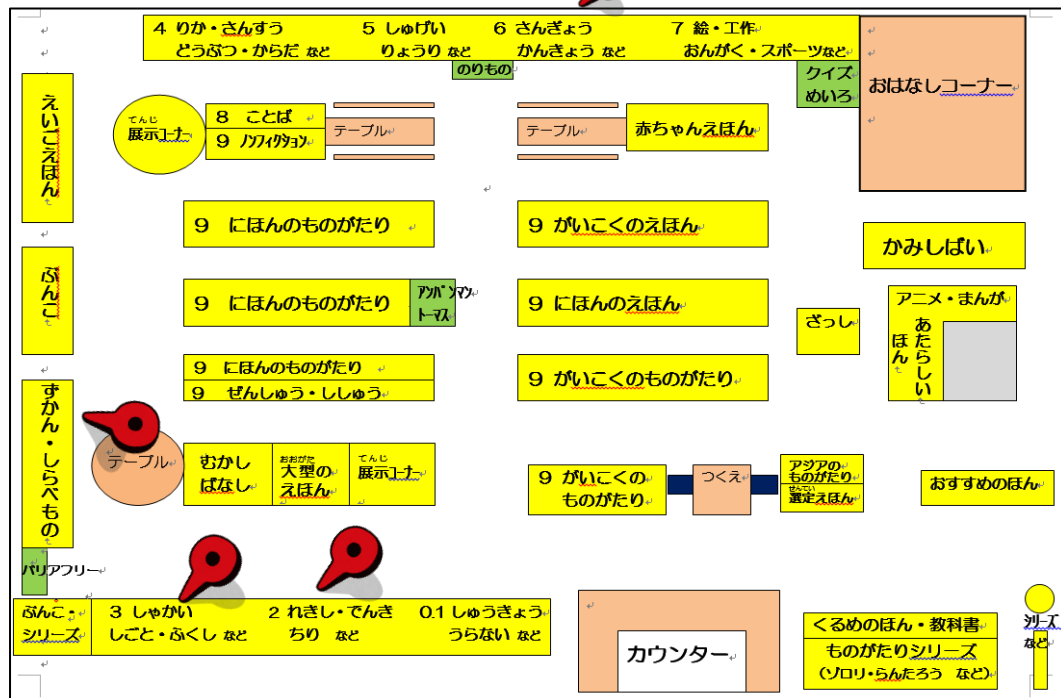 4 りか・さんすう
どうぶつ・からだ など
5 しゅげい
りょうり など
6 さんぎょう
かんきょう など
7 絵・工作
おんがく・スポーツなど
のりもの
クイズ
めいろ
おはなしコーナー
えいごえほん
てんじ
展示コーナー
8 ことば
9 ノンフィクション
テーブル
テーブル
赤ちゃんえほん
9 にほんのものがたり
9 がいこくのえほん
かみしばい
ぶんこ
9 にほんのものがたり
アンパンマン
トーマス
9 にほんのえほん
ざっし
アニメ・まんが
あたらしい
ほん
9 にほんのものがたり
9 ぜんしゅう・ししゅう
9 がいこくのものがたり
ずかん・しらべもの
テーブル
むかし
ばなし
おおがた
大型の
えほん
てんじ
展示コーナー
9 がいこくの
ものがたり
つくえ
アジアの
ものがたり
せんてい
選定えほん
おすすめのほん
バリアフリー
ぶんこ・
シリーズ
3 しゃかい
しごと・ふくし など
2 れきし・でんき
ちり など
0.1 しゅうきょう
うらない など
カウンター
くるめのほん・教科書
ものがたりシリーズ
(ゾロリ・らんたろう など)
シリーズ
など